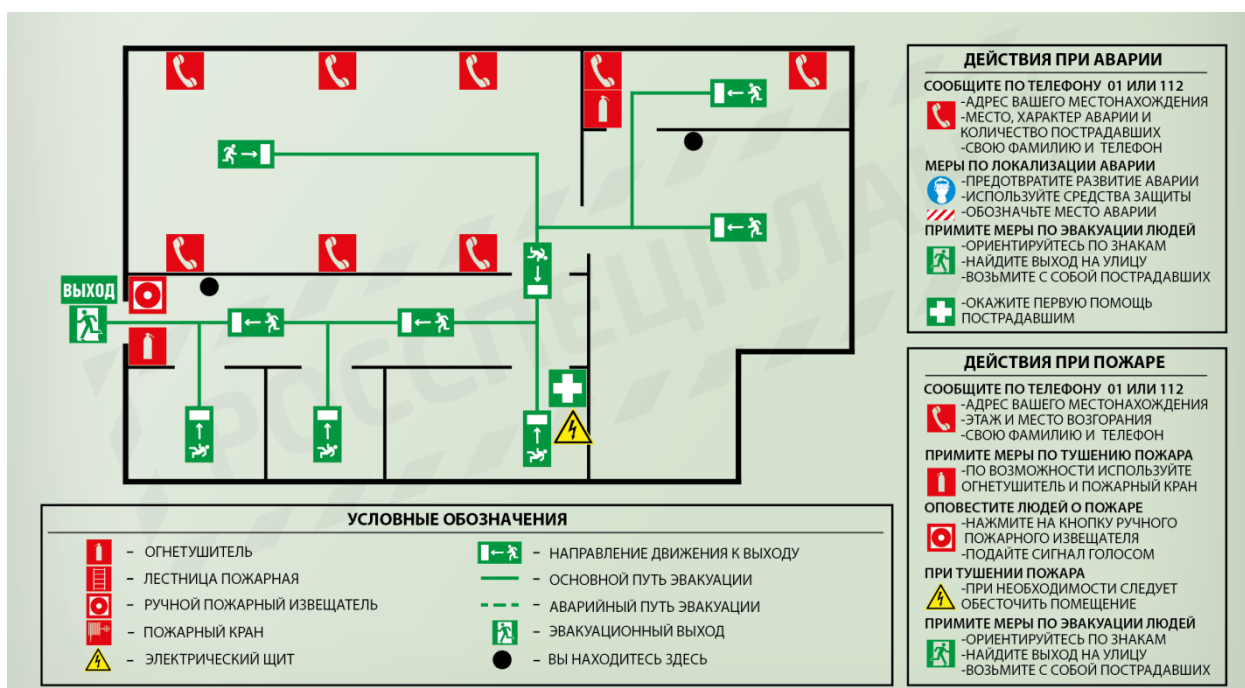 ВЫХОД
РОССПЕЦПЛАН
ДЕЙСТВИЯ ПРИ АВАРИИ
СООБЩИТЕ ПО ТЕЛЕФОНУ 01 ИЛИ 112
-АДРЕС ВАШЕГО МЕСТОНАХОЖДЕНИЯ
-МЕСТО, ХАРАКТЕР АВАРИИ И
КОЛИЧЕСТВО ПОСТРАДАВШИХ
-СВОЮ ФАМИЛИЮ И ТЕЛЕФОН
МЕРЫ ПО ЛОКАЛИЗАЦИИ АВАРИИ
-ПРЕДОТВРАТИТЕ РАЗВИТИЕ АВАРИИ
-ИСПОЛЬЗУЙТЕ СРЕДСТВА ЗАЩИТЫ
-ОБОЗНАЧЬТЕ МЕСТО АВАРИИ
ПРИМИТЕ МЕРЫ ПО ЭВАКУАЦИИ ЛЮДЕЙ
-ОРИЕНТИРУЙТЕСЬ ПО ЗНАКАМ
-НАЙДИТЕ ВЫХОД НА УЛИЦУ
-ВОЗЬМИТЕ С СОБОЙ ПОСТРАДАВШИХ
-ОКАЖИТЕ ПЕРВУЮ ПОМОЩЬ
ПОСТРАДАВШИМ
ДЕЙСТВИЯ ПРИ ПОЖАРЕ
СООБЩИТЕ ПО ТЕЛЕФОНУ 01 ИЛИ 112
-АДРЕС ВАШЕГО МЕСТОНАХОЖДЕНИЯ
-ЭТАЖ И МЕСТО ВОЗГОРАНИЯ
-СВОЮ ФАМИЛИЮ И ТЕЛЕФОН
ПРИМИТЕ МЕРЫ ПО ТУШЕНИЮ ПОЖАРА
-ПО ВОЗМОЖНОСТИ ИСПОЛЬЗУЙТЕ
ОГНЕТУШИТЕЛЬ И ПОЖАРНЫЙ КРАН
ОПОВЕСТИТЕ ЛЮДЕЙ О ПОЖАРЕ
-НАЖМИТЕ НА КНОПКУ РУЧНОГО
ПОЖАРНОГО ИЗВЕЩАТЕЛЯ
-ПОДАЙТЕ СИГНАЛ ГОЛОСОМ
ПРИ ТУШЕНИИ ПОЖАРА
-ПРИ НЕОБХОДИМОСТИ СЛЕДУЕТ
ОБЕСТОЧИТЬ ПОМЕЩЕНИЕ
ПРИМИТЕ МЕРЫ ПО ЭВАКУАЦИИ ЛЮДЕЙ
-ОРИЕНТИРУЙТЕСЬ ПО ЗНАКАМ
-НАЙДИТЕ ВЫХОД НА УЛИЦУ
-ВОЗЬМИТЕ С СОБОЙ ПОСТРАДАВШИХ
УСЛОВНЫЕ ОБОЗНАЧЕНИЯ
– ОГНЕТУШИТЕЛЬ
– ЛЕСТНИЦА ПОЖАРНАЯ
– РУЧНОЙ ПОЖАРНЫЙ ИЗВЕЩАТЕЛЬ
– ПОЖАРНЫЙ КРАН
– ЭЛЕКТРИЧЕСКИЙ ЩИТ
– НАПРАВЛЕНИЕ ДВИЖЕНИЯ К ВЫХОДУ
– ОСНОВНОЙ ПУТЬ ЭВАКУАЦИИ
– АВАРИЙНЫЙ ПУТЬ ЭВАКУАЦИИ
– ЭВАКУАЦИОННЫЙ ВЫХОД
– ВЫ НАХОДИТЕСЬ ЗДЕСЬ